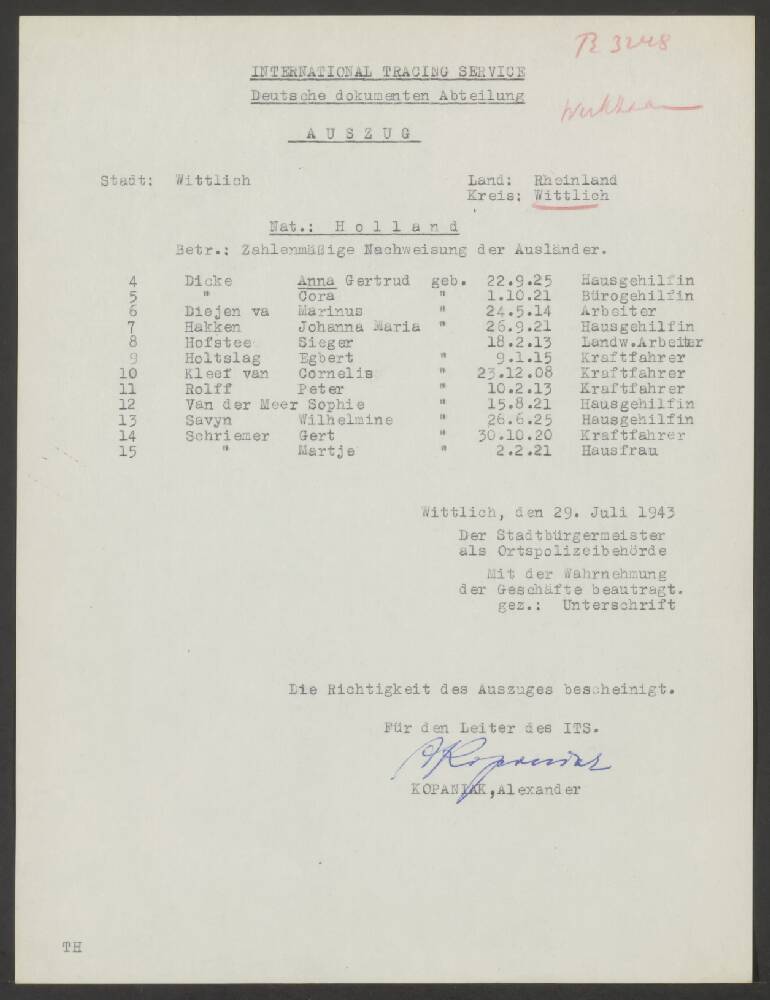 R 3248
INTERNATIONAL TRACING SERVICE
Deutsche dokumenten Abteilung
AUSZUG
Stadt: Wittlich Land: Rheinland
Kreis: Wittlich
Nat.: Holland
Betr.: Zahlenmäßige Nachweisung der Ausländer.
4 Dicke Anna Gertrud geb. 22.9.25 Hausgehilfin
5 " Cora " 1.10.21 Bürogehilfin
6 Diejen va Marinus " 24.5.14 Arbeiter
7 Hakken Johanna Maria " 26.9.21 Hausgehilfin
8 Hofstee Sieger 18.2.13 Landw.Arbeiter
9 Holtslag Egbert " 9.1.15 Kraftfahrer
10 Kleef van Cornelis " 23.12.08 Kraftfahrer
11 Rolff Peter " 10.2.13 Kraftfahrer
12 Van der Meer Sophie " 15.8.21 Hausgehilfin
13 Savyn Wilhelmine " 26.6.25 Hausgehilfin
14 Schriemer Gert " 30.10.20 Kraftfahrer
15 " Martje " 2.2.21 Hausfrau
Wittlich, den 29. Juli 1943
Der Stadtbürgermeister
als Ortspolizeibehörde
Mit der Wahrnehmung
der Geschäfte beautragt.
gez.: Unterschrift
Die Richtigkeit des Auszuges bescheinigt.
Für den Leiter des ITS.
AKopaniak
KOPANIAK,Alexander
TH